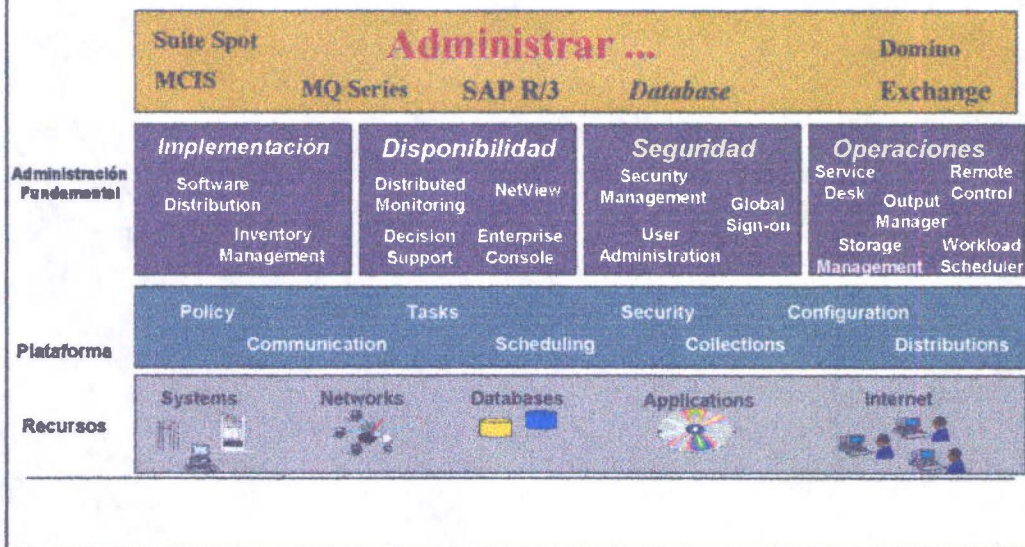 Suite Spot Administrar ... Domino
MCIS MQ Series SAP R/3 Database Exchange
Administración
Fundamental
Implementación
Software
Distribution
Inventory
Management
Disponibilidad
Distributed
Monitoring
NetView
Decision
Support
Enterprise
Console
Seguridad
Security
Management
Global
Sign-on
User
Administration
Operaciones
Service
Desk
Remote
Control
Output
Manager
Storage
Management
Workload
Scheduler
Plataforma
Policy Tasks Security Configuration
Communication Scheduling Collections Distributions
Recursos
Systems Networks Databases Applications Internet